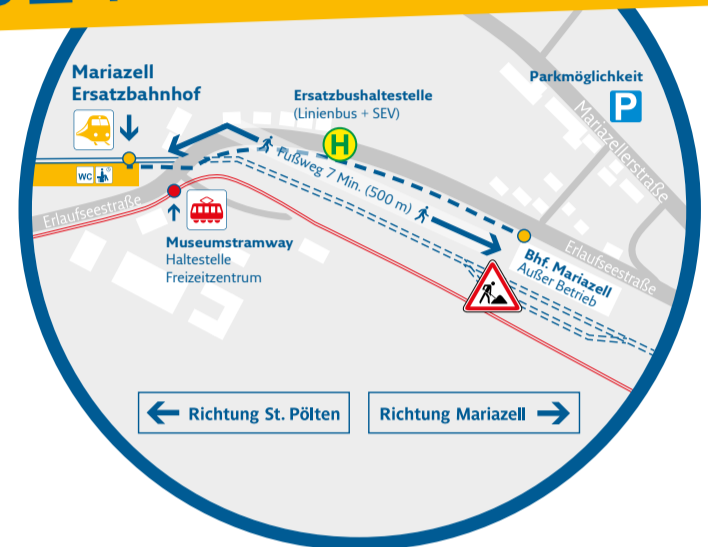 Mariazell
Ersatzbahnhof
Ersatzbushaltestelle
(Linienbus + SEV)
Parkmöglichkeit
P
H
Mariazellerstraße
WC
Fußweg 7 Min. (500 m)
Erlaufseestraße
Museumstramway
Haltestelle
Freizeitzentrum
Bhf. Mariazell
Außer Betrieb
Erlaufseestraße
← Richtung St. Pölten
Richtung Mariazell →